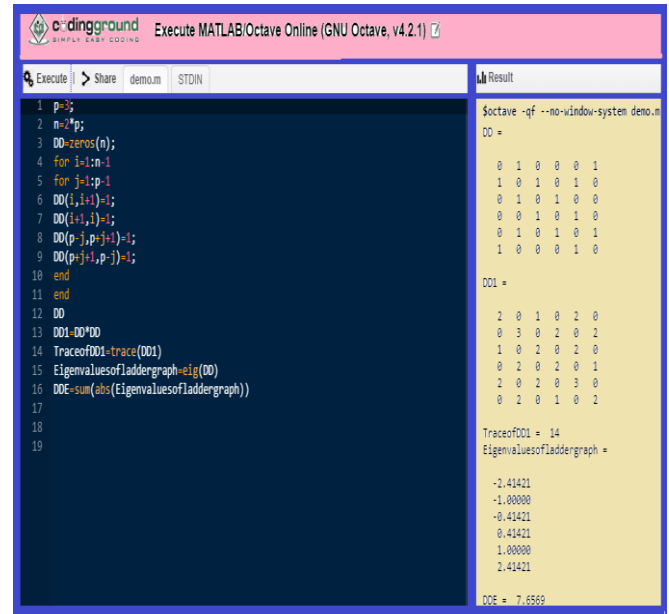 cödingground
SIMPLY EASY CODING
Execute MATLAB/Octave Online (GNU Octave, v4.2.1)
Execute | Share demo.m STDIN
1 p=3;
2 n=2*p;
3 DD=zeros(n);
4 for i=1:n-1
5 for j=1:p-1
6 DD(i,i+1)=1;
7 DD(i+1,i)=1;
8 DD(p-j,p+j+1)=1;
9 DD(p+j+1,p-j)=1;
10 end
11 end
12 DD
13 DD1=DD*DD
14 TraceofDD1=trace(DD1)
15 Eigenvaluesofladdergraph=eig(DD)
16 DDE=sum(abs(Eigenvaluesofladdergraph))
17
18
19
Result
$octave -qf --no-window-system demo.m
DD =
0 1 0 0 0 1
1 0 1 0 1 0
0 1 0 1 0 0
0 0 1 0 1 0
0 1 0 1 0 1
1 0 0 0 1 0
DD1 =
2 0 1 0 2 0
0 3 0 2 0 2
1 0 2 0 2 0
0 2 0 2 0 1
2 0 2 0 3 0
0 2 0 1 0 2
TraceofDD1 = 14
Eigenvaluesofladdergraph =
-2.41421
-1.00000
-0.41421
0.41421
1.00000
2.41421
DDE = 7.6569